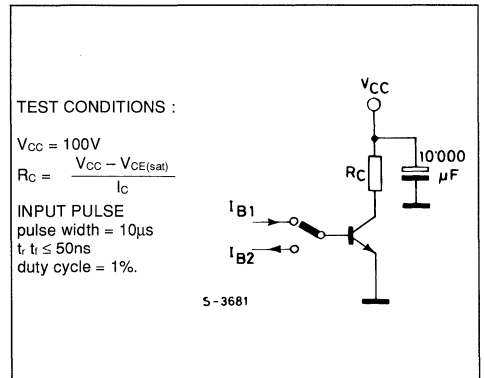 TEST CONDITIONS :
VCC = 100V
RC = VCC – VCE(sat)
IC
INPUT PULSE
pulse width = 10µs
tr tf ≤ 50ns
duty cycle = 1%.
VCC
RC
10'000
µF
IB1
IB2
S-3681